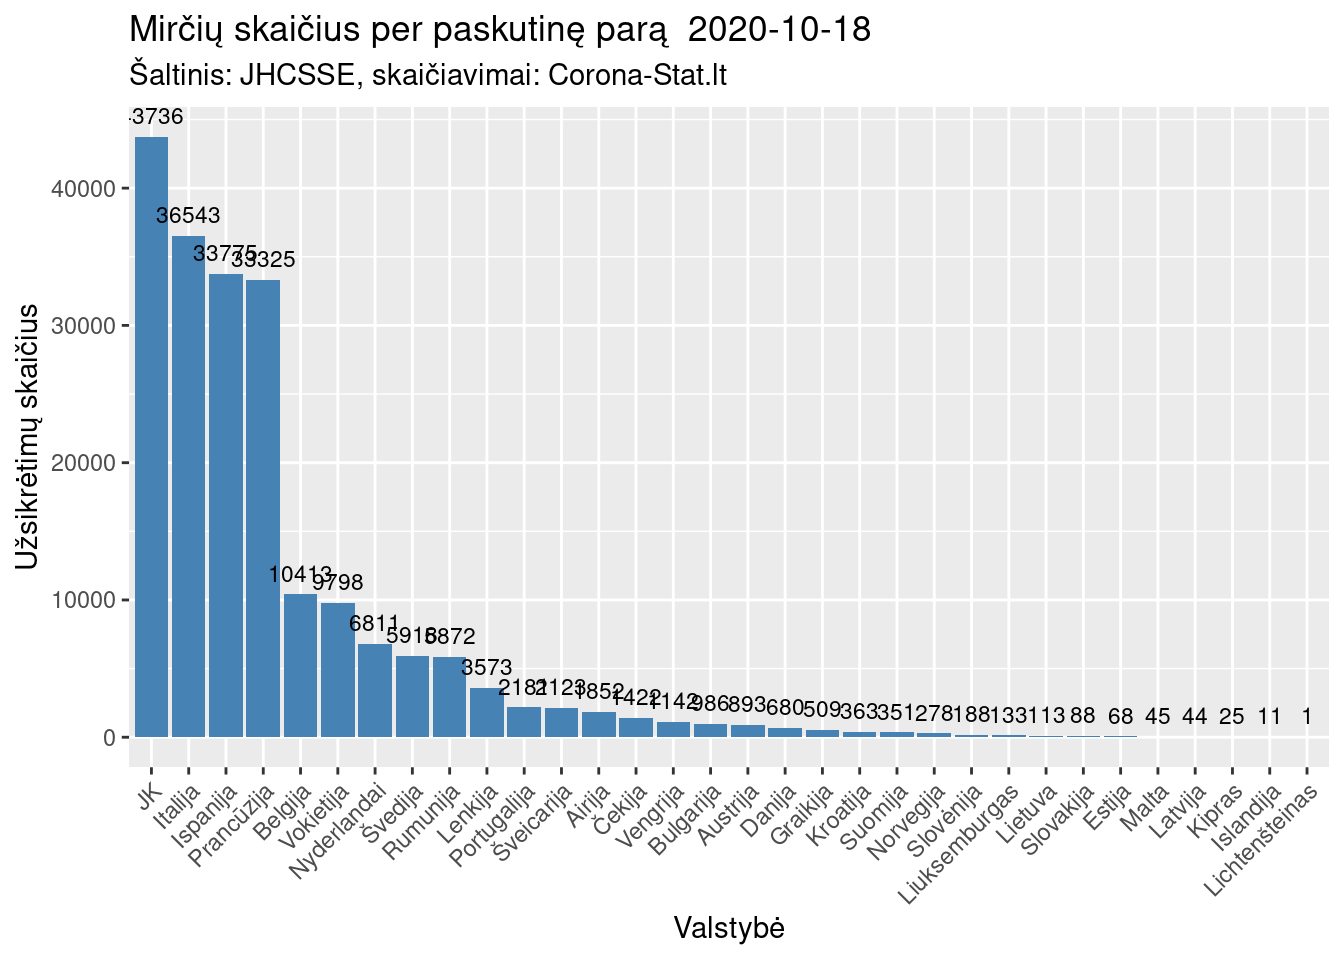 Mirčių skaičius per paskutinę parą 2020-10-18
Šaltinis: JHCSSE, skaičiavimai: Corona-Stat.lt
Užsikrėtimų skaičius
40000
30000
20000
10000
0
43736
36543
33775
33325
10413
9798
6811
5918
5872
3573
2181
2123
1852
1422
1142
986
893
680
509
363
351
278
188
133
113
88
68
45
44
25
11
1
JK
Italija
Ispanija
Prancūzija
Belgija
Vokietija
Nyderlandai
Švedija
Rumunija
Lenkija
Portugalija
Šveicarija
Airija
Čekija
Vengrija
Bulgarija
Austrija
Danija
Graikija
Kroatija
Suomija
Norvegija
Slovėnija
Liuksemburgas
Lietuva
Slovakija
Estija
Malta
Latvija
Kipras
Islandija
Lichtenšteinas
Valstybė